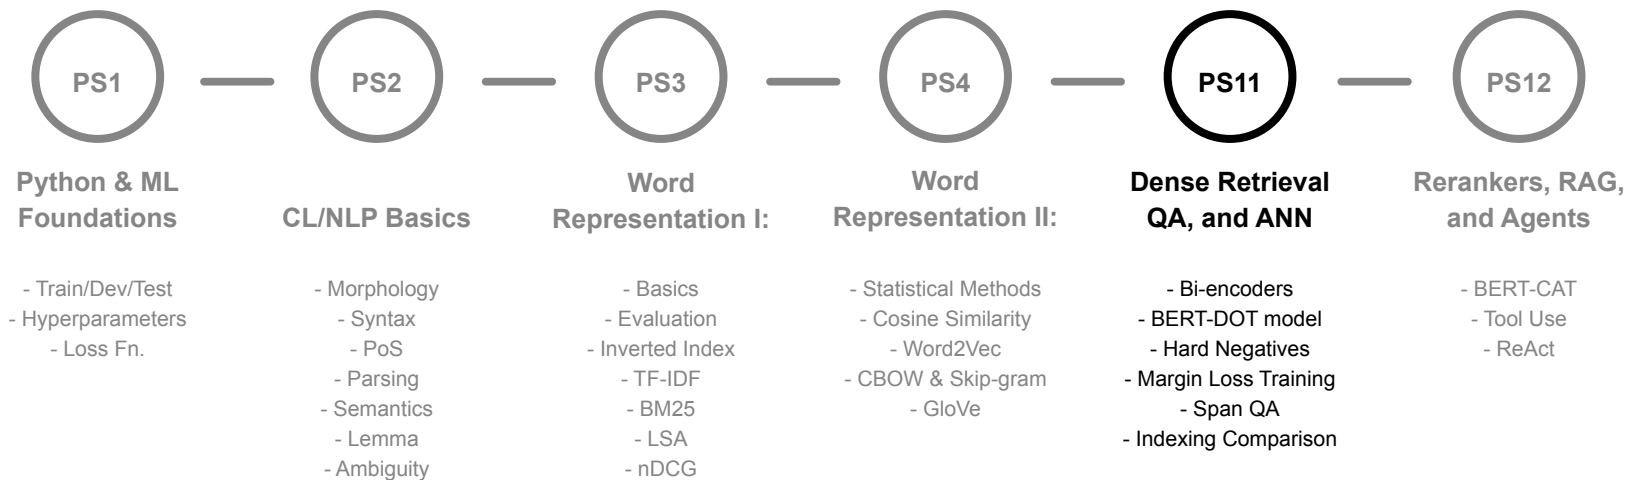 PS1
PS2
PS3
PS4
PS11
PS12
Python & ML
Foundations
- Train/Dev/Test
- Hyperparameters
- Loss Fn.
CL/NLP Basics
- Morphology
- Syntax
- PoS
- Parsing
- Semantics
- Lemma
- Ambiguity
Word
Representation I:
- Basics
- Evaluation
- Inverted Index
- TF-IDF
- BM25
- LSA
- nDCG
Word
Representation II:
- Statistical Methods
- Cosine Similarity
- Word2Vec
- CBOW & Skip-gram
- GloVe
Dense Retrieval
QA, and ANN
- Bi-encoders
- BERT-DOT model
- Hard Negatives
- Margin Loss Training
- Span QA
- Indexing Comparison
Rerankers, RAG,
and Agents
- BERT-CAT
- Tool Use
- ReAct